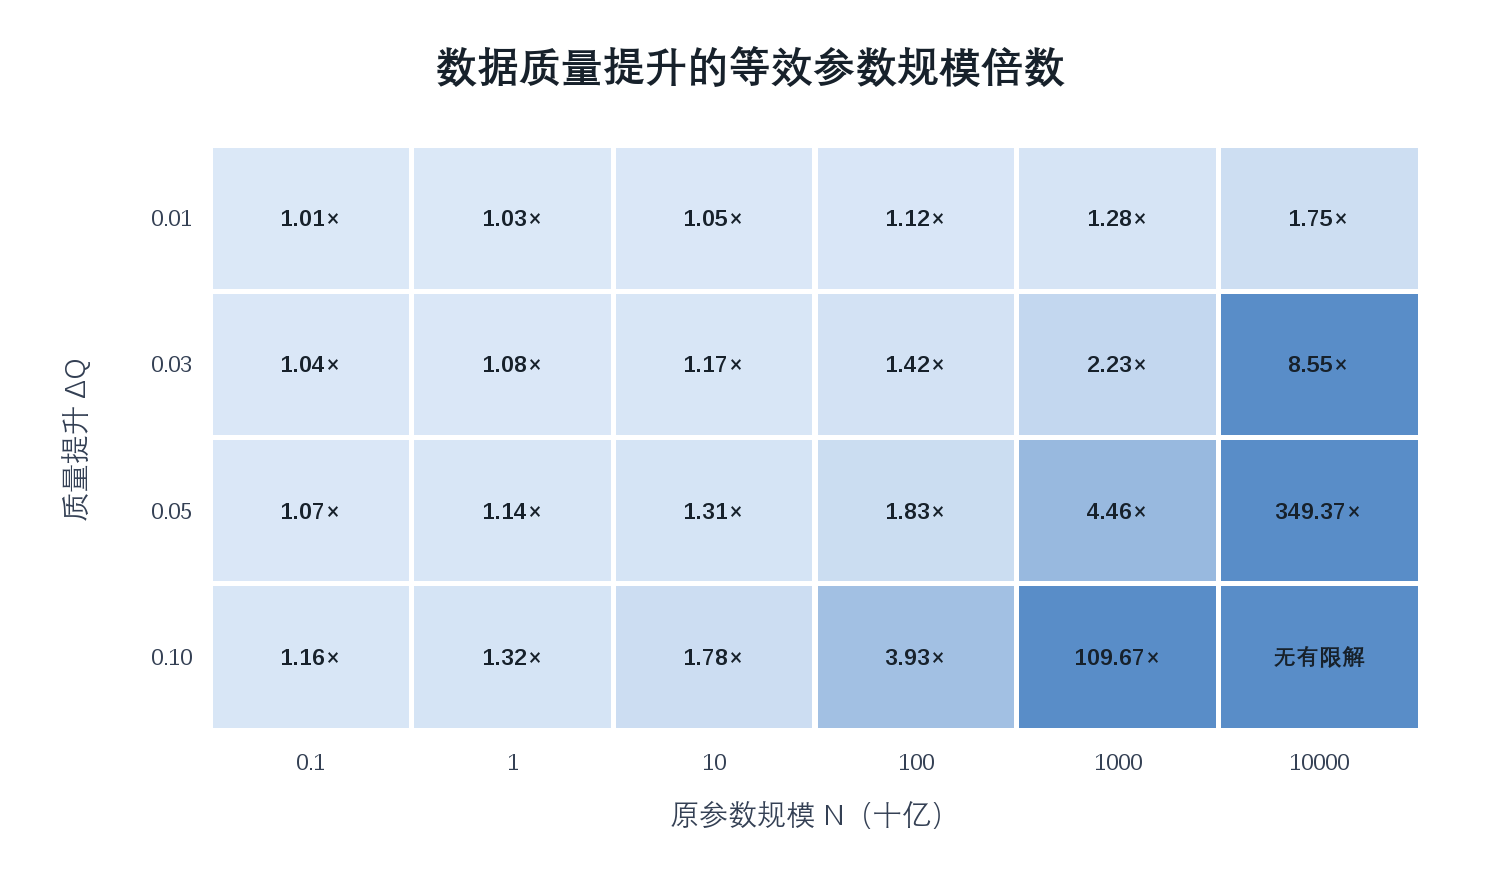 数据质量提升的等效参数规模倍数
0.01 1.01× 1.03× 1.05× 1.12× 1.28× 1.75×
0.03 1.04× 1.08× 1.17× 1.42× 2.23× 8.55×
质量提升 ΔQ
0.05 1.07× 1.14× 1.31× 1.83× 4.46× 349.37×
0.10 1.16× 1.32× 1.78× 3.93× 109.67× 无有限解
0.1 1 10 100 1000 10000
原参数规模 N（十亿）